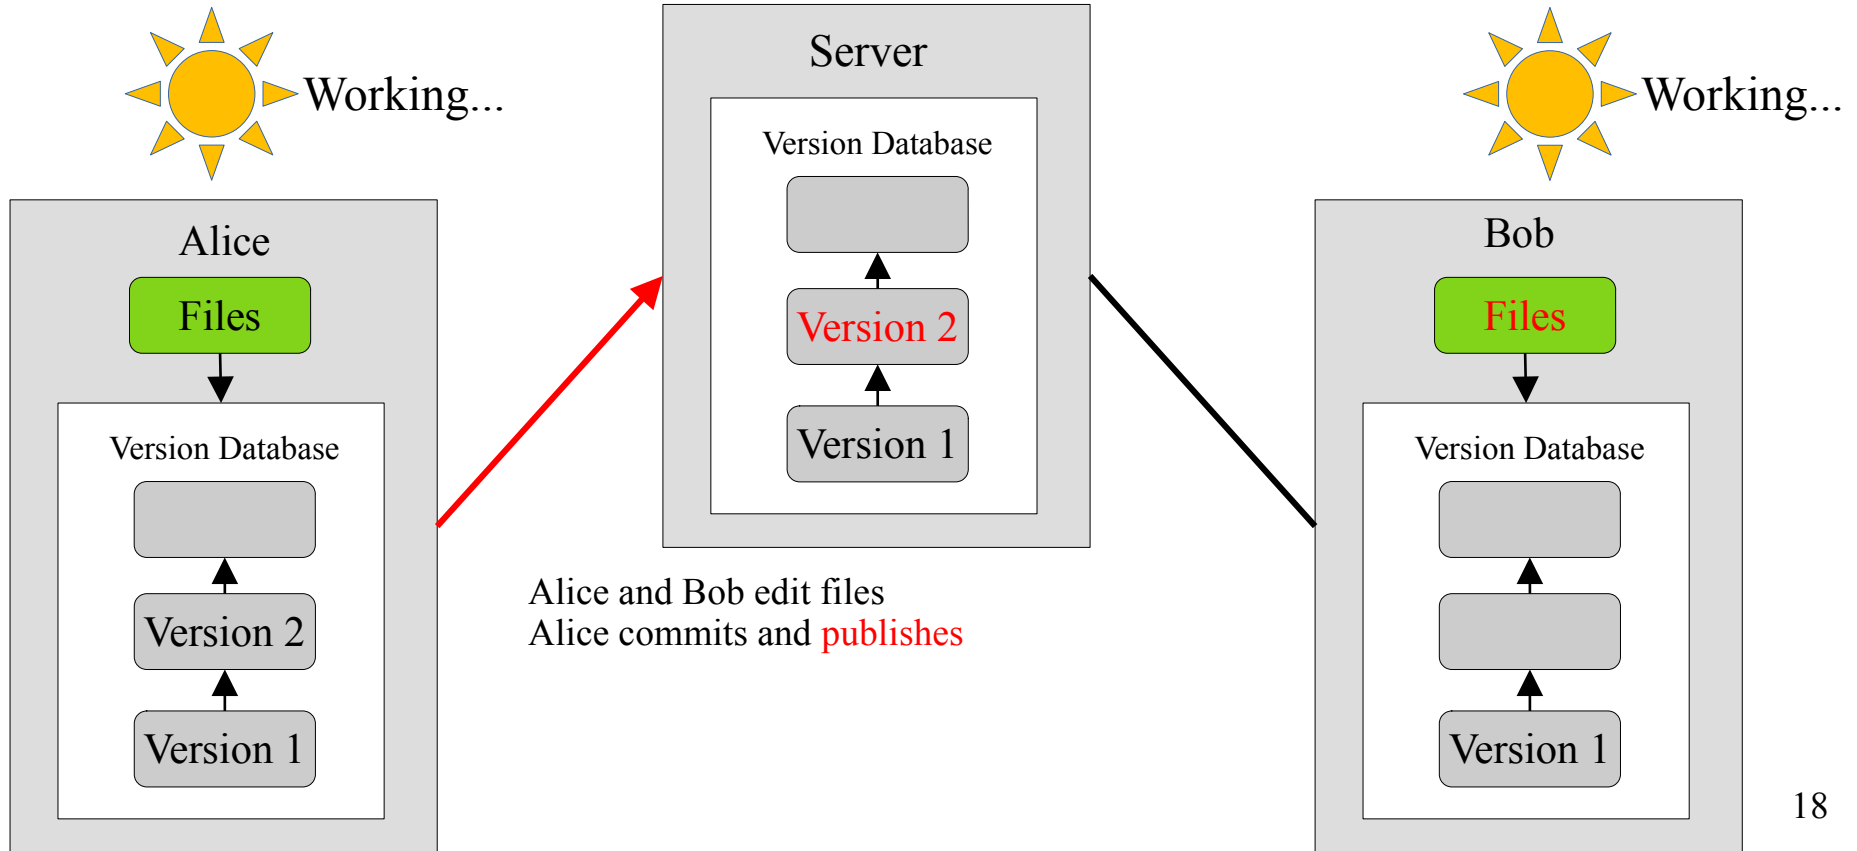 Working...
Server
Working...
Version Database
Version 2
Version 1
Alice
Files
Version Database
Version 2
Version 1
Bob
Files
Version Database
Version 1
Alice and Bob edit files
Alice commits and publishes
18